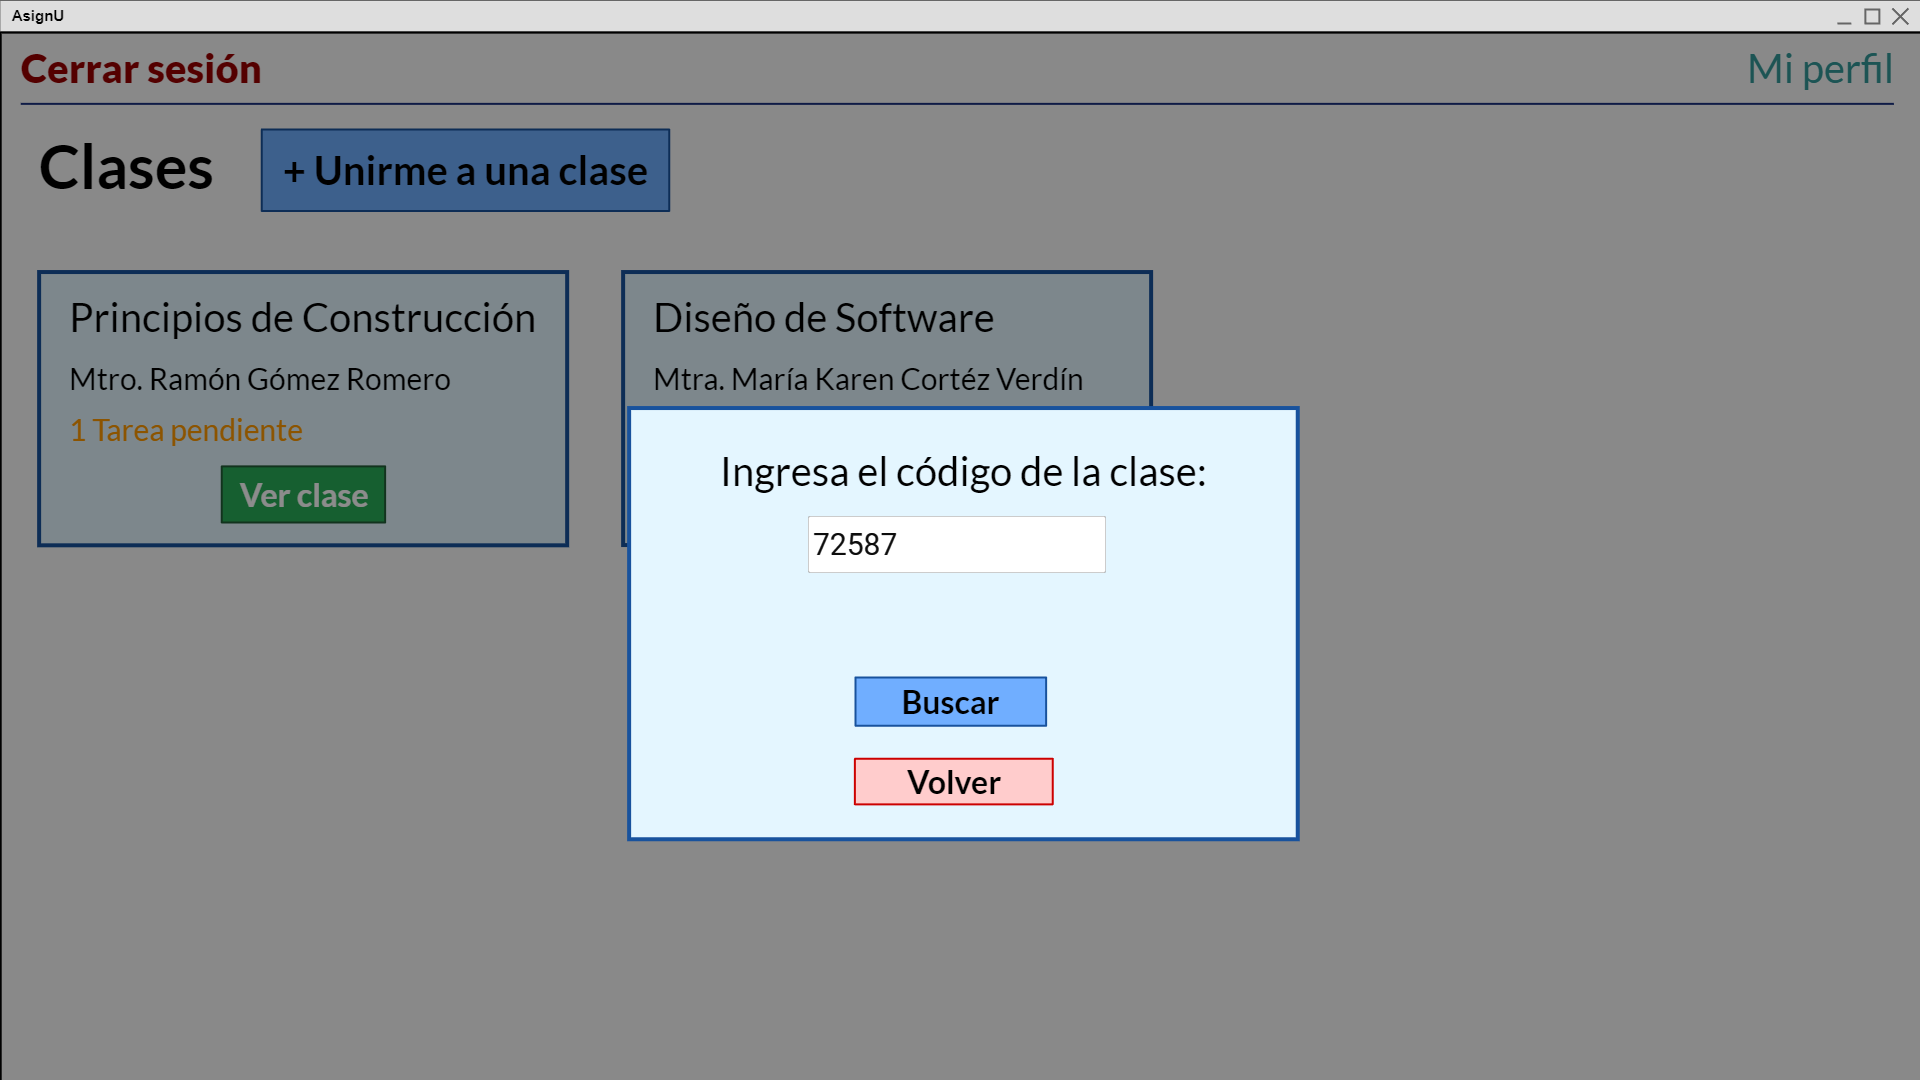 AsignU
Cerrar sesión
Mi perfil
Clases
+ Unirme a una clase
Principios de Construcción
Mtro. Ramón Gómez Romero
1 Tarea pendiente
Ver clase
Diseño de Software
Mtra. María Karen Cortéz Verdín
Ingresa el código de la clase:
72587
Buscar
Volver